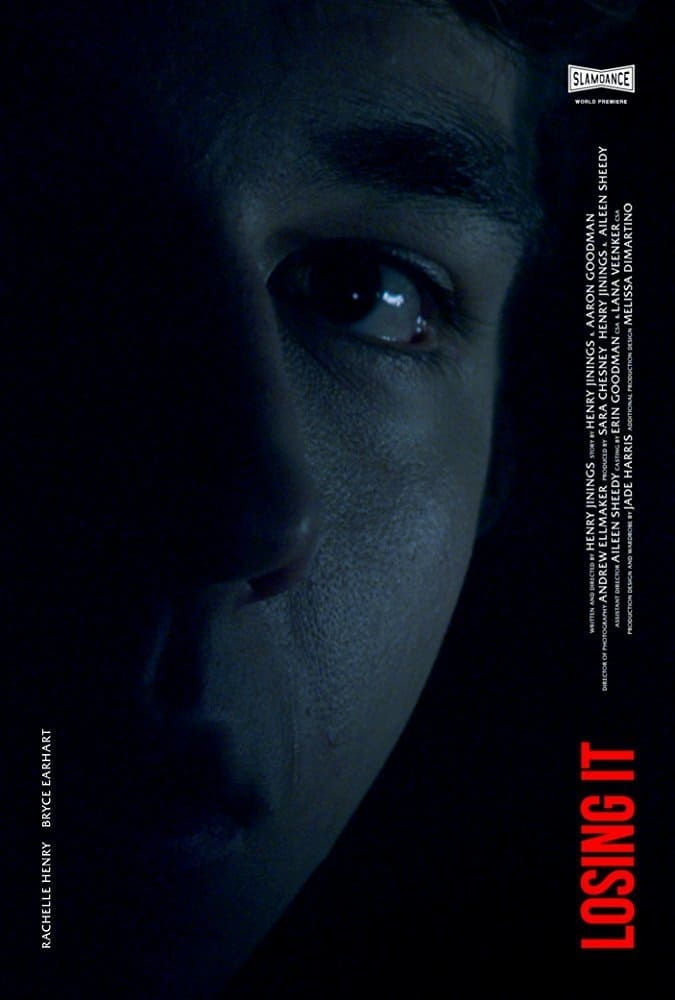 SLAMDANCE
WORLD PREMIERE
WRITTEN AND DIRECTED BY HENRY JININGS STORY BY HENRY JININGS & AARON GOODMAN
DIRECTOR OF PHOTOGRAPHY ANDREW ELLMAKER PRODUCED BY SARA CHESNEY HENRY JININGS & AILEEN SHEEDY
ASSISTANT DIRECTOR AILEEN SHEEDY CASTING BY ERIN GOODMAN CSA & LANA VEENKER CSA
PRODUCTION DESIGN AND WARDROBE BY JADE HARRIS ADDITIONAL PRODUCTION DESIGN MELISSA DIMARTINO
RACHELLE HENRY BRYCE EARHART
LOSING IT